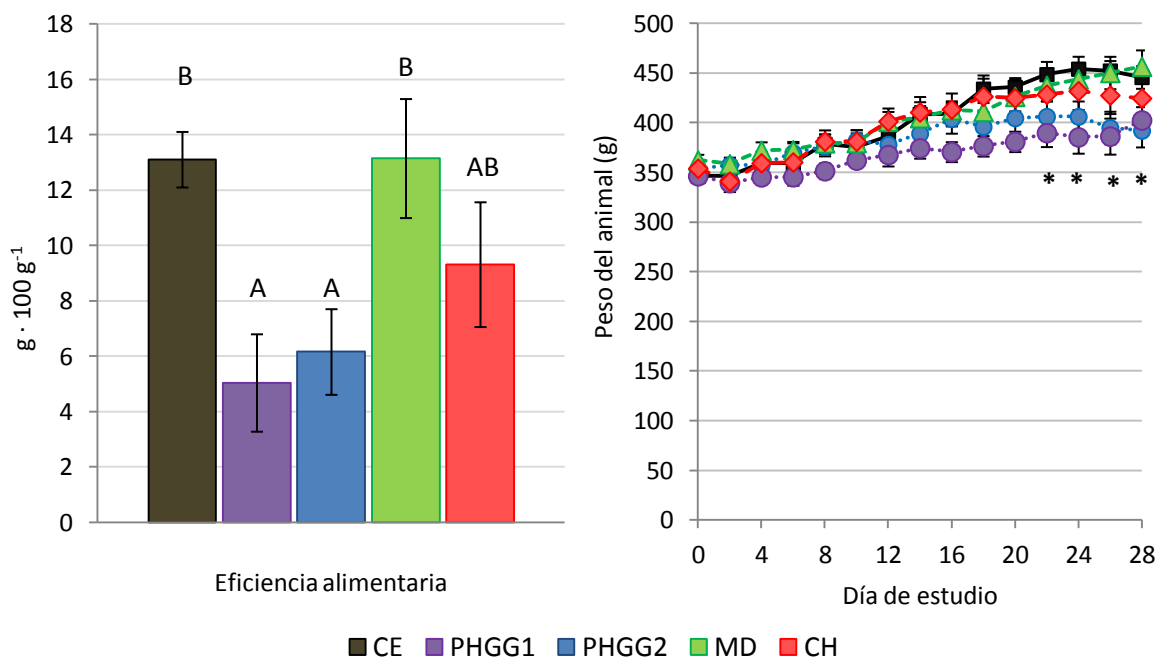 18
16
14
12
10
8
6
4
2
0
g · 100 g⁻¹
B
A
A
B
AB
Eficiencia alimentaria
500
450
400
350
300
250
200
150
100
50
0
Peso del animal (g)
* * * *
0 4 8 12 16 20 24 28
Día de estudio
CE PHGG1 PHGG2 MD CH